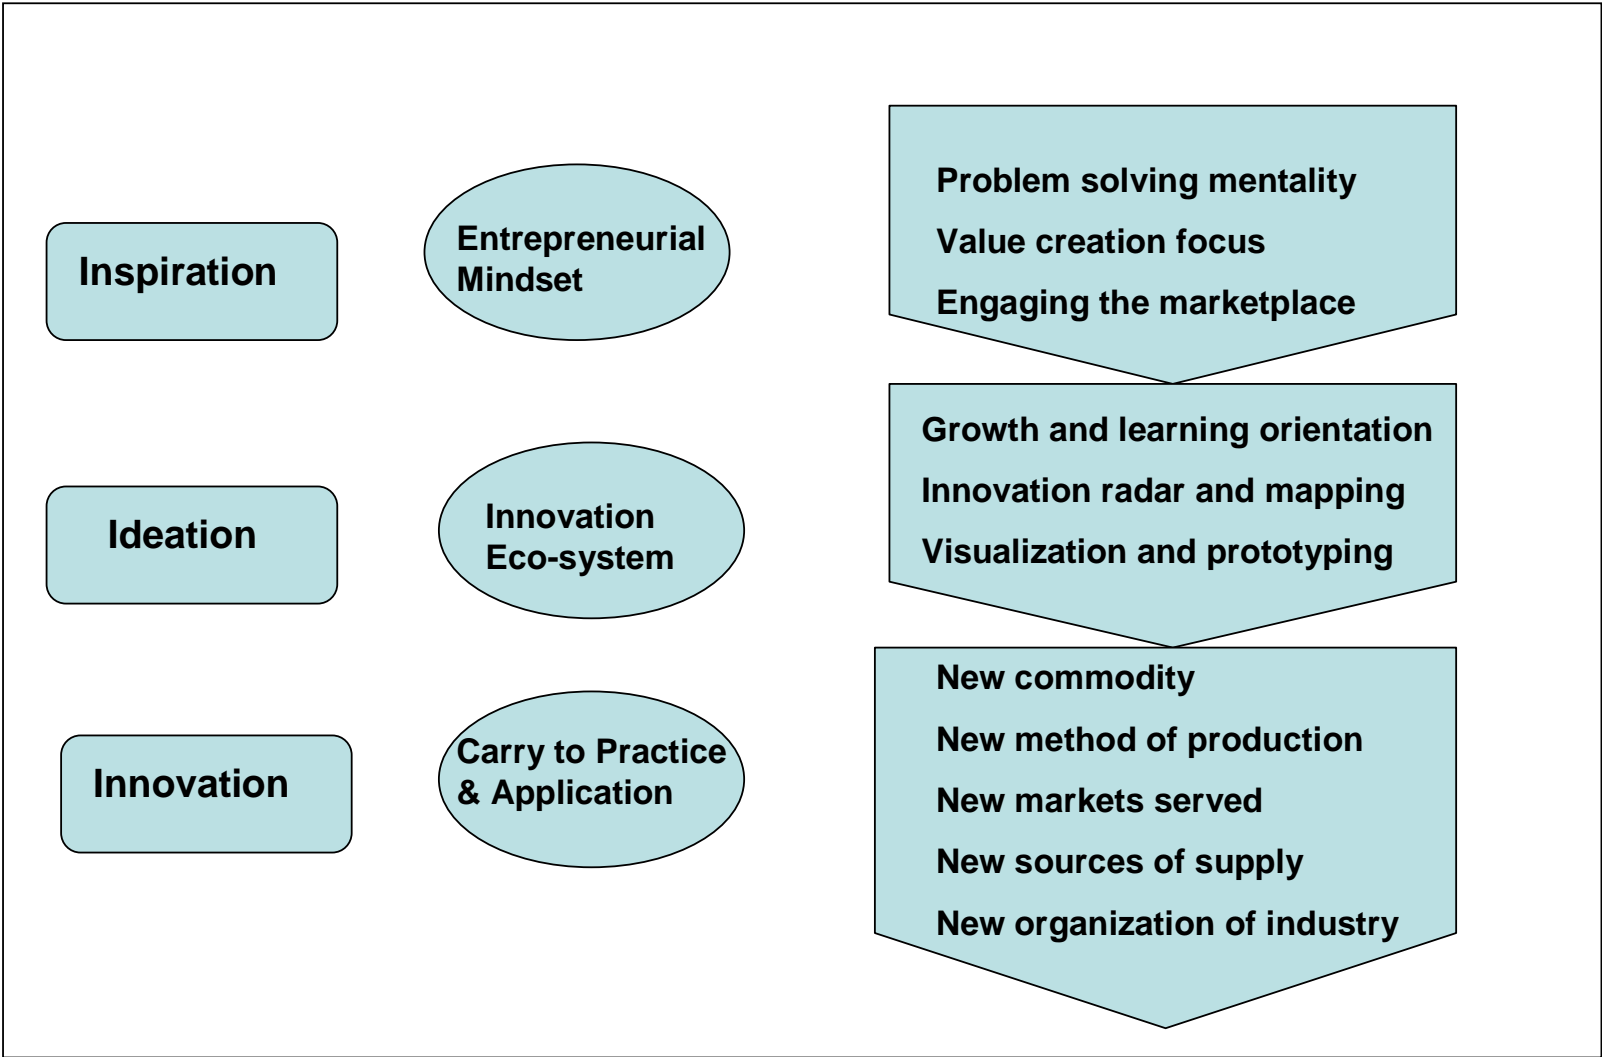 Inspiration
Entrepreneurial
Mindset
Problem solving mentality
Value creation focus
Engaging the marketplace
Ideation
Innovation
Eco-system
Growth and learning orientation
Innovation radar and mapping
Visualization and prototyping
Innovation
Carry to Practice
& Application
New commodity
New method of production
New markets served
New sources of supply
New organization of industry